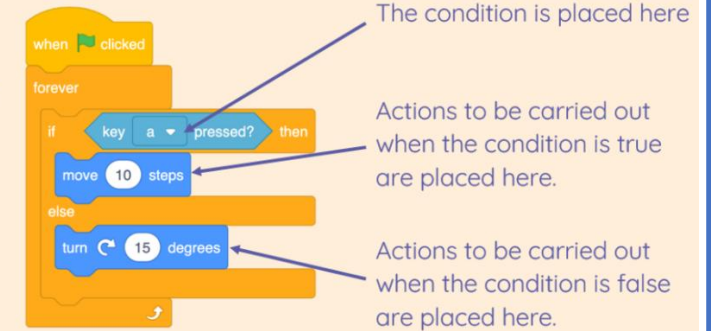 The condition is placed here
when clicked
forever
if key a pressed? then
Actions to be carried out
when the condition is true
are placed here.
move 10 steps
else
turn 15 degrees
Actions to be carried out
when the condition is false
are placed here.